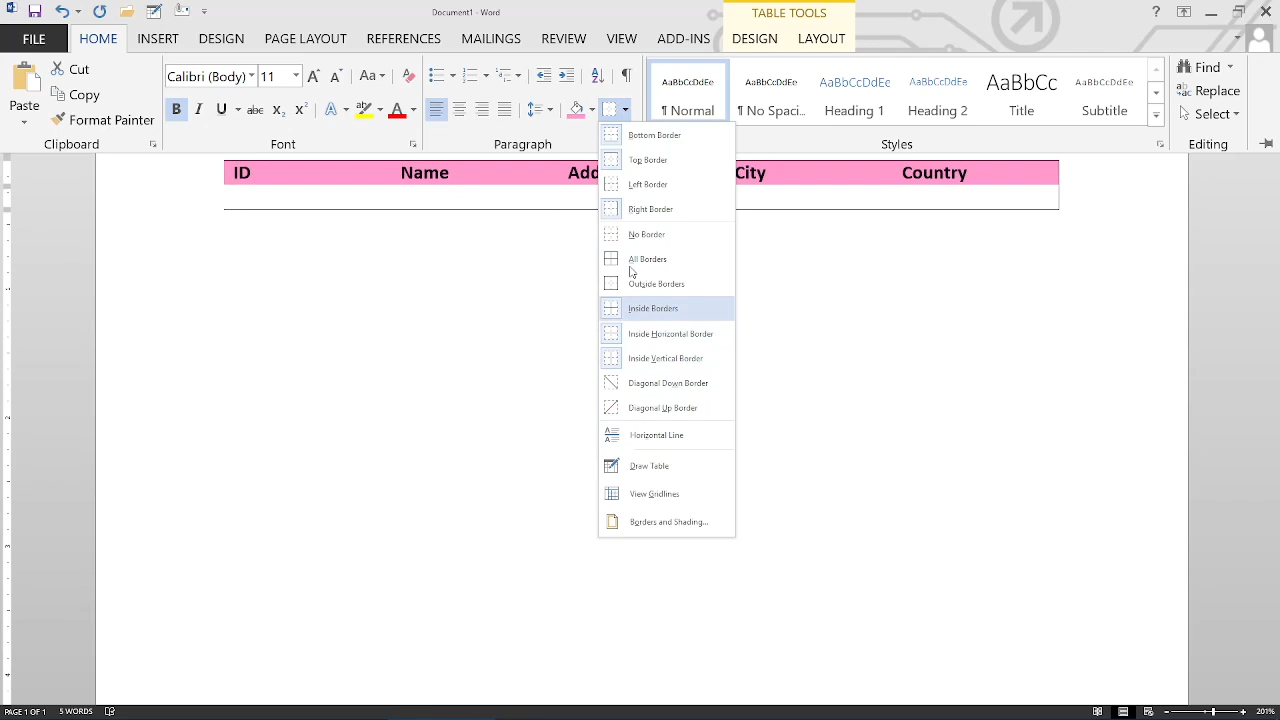 Document1 - Word
TABLE TOOLS
?
FILE
HOME
INSERT
DESIGN
PAGE LAYOUT
REFERENCES
MAILINGS
REVIEW
VIEW
ADD-INS
DESIGN
LAYOUT
Paste
Cut
Copy
Format Painter
Clipboard
Calibri (Body)
11
Aa
B I U abc X₂ X²
Font
Paragraph
AaBbCcDdEe
¶ Normal
AaBbCcDdEe
¶ No Spaci...
AaBbCcDdEe
Heading 1
AaBbCcDdEe
Heading 2
AaBbCc
Title
AaBbCcDdEe
Subtitle
Styles
Find
Replace
Select
Editing
ID
Name
Add
City
Country
Bottom Border
Top Border
Left Border
Right Border
No Border
All Borders
Outside Borders
Inside Borders
Inside Horizontal Border
Inside Vertical Border
Diagonal Down Border
Diagonal Up Border
Horizontal Line
Draw Table
View Gridlines
Borders and Shading...
PAGE 1 OF 1
5 WORDS
201%